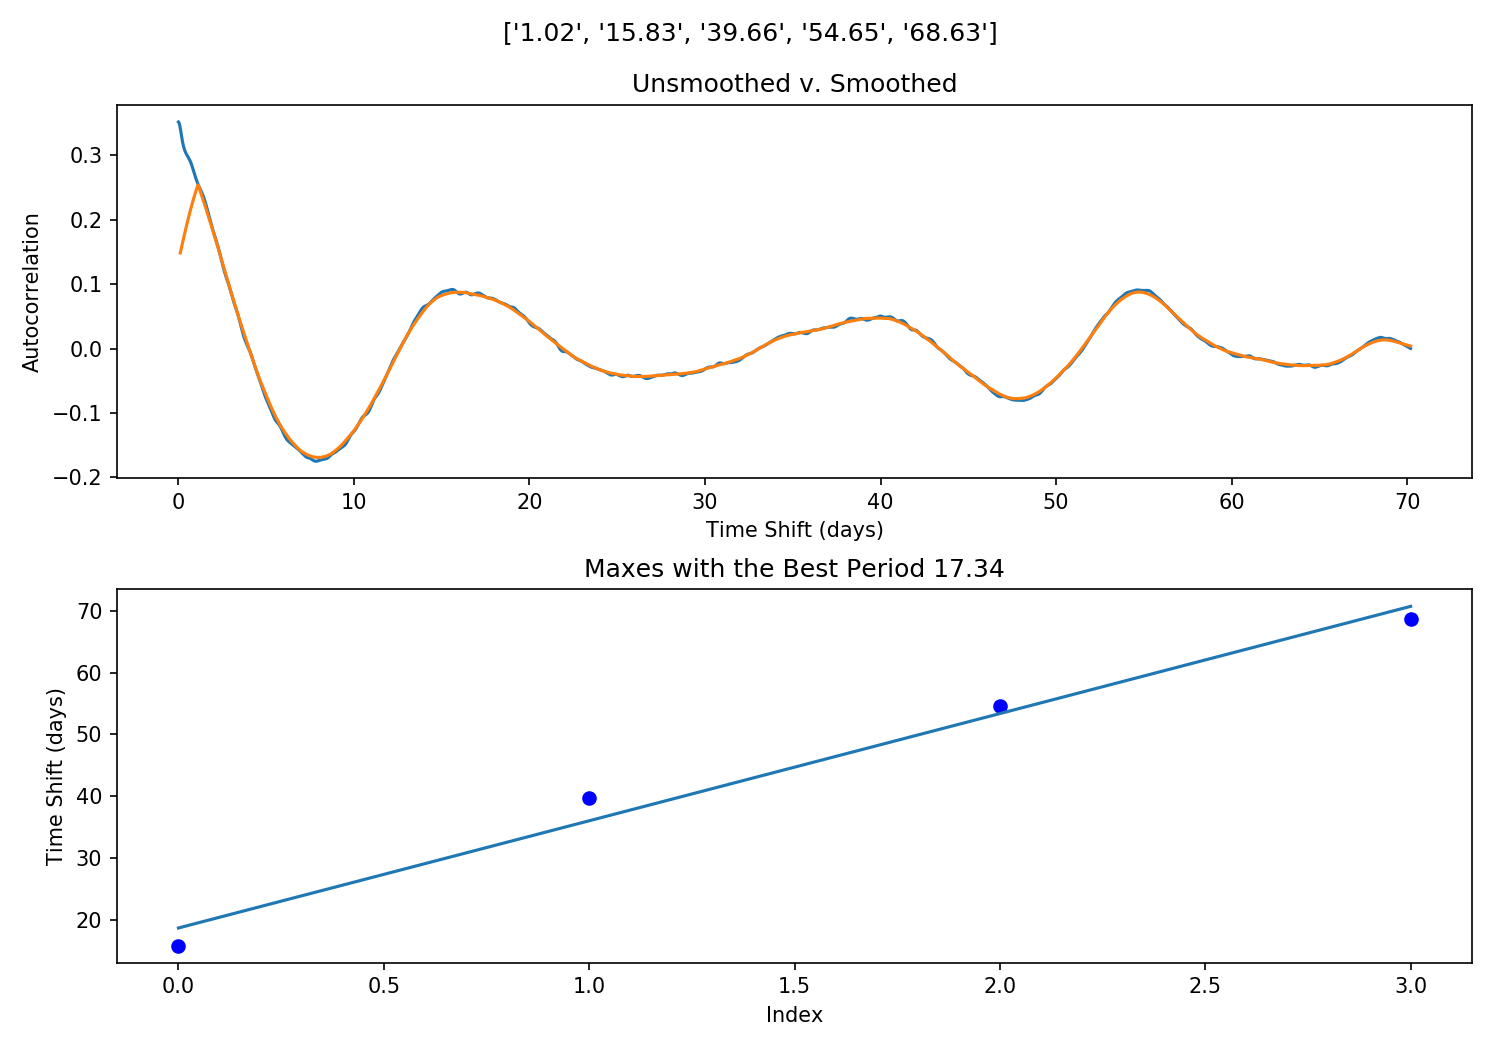 ['1.02', '15.83', '39.66', '54.65', '68.63']
Unsmoothed v. Smoothed
Autocorrelation
0.3
0.2
0.1
0.0
−0.1
−0.2
0 10 20 30 40 50 60 70
Time Shift (days)
Maxes with the Best Period 17.34
Time Shift (days)
70
60
50
40
30
20
0.0 0.5 1.0 1.5 2.0 2.5 3.0
Index